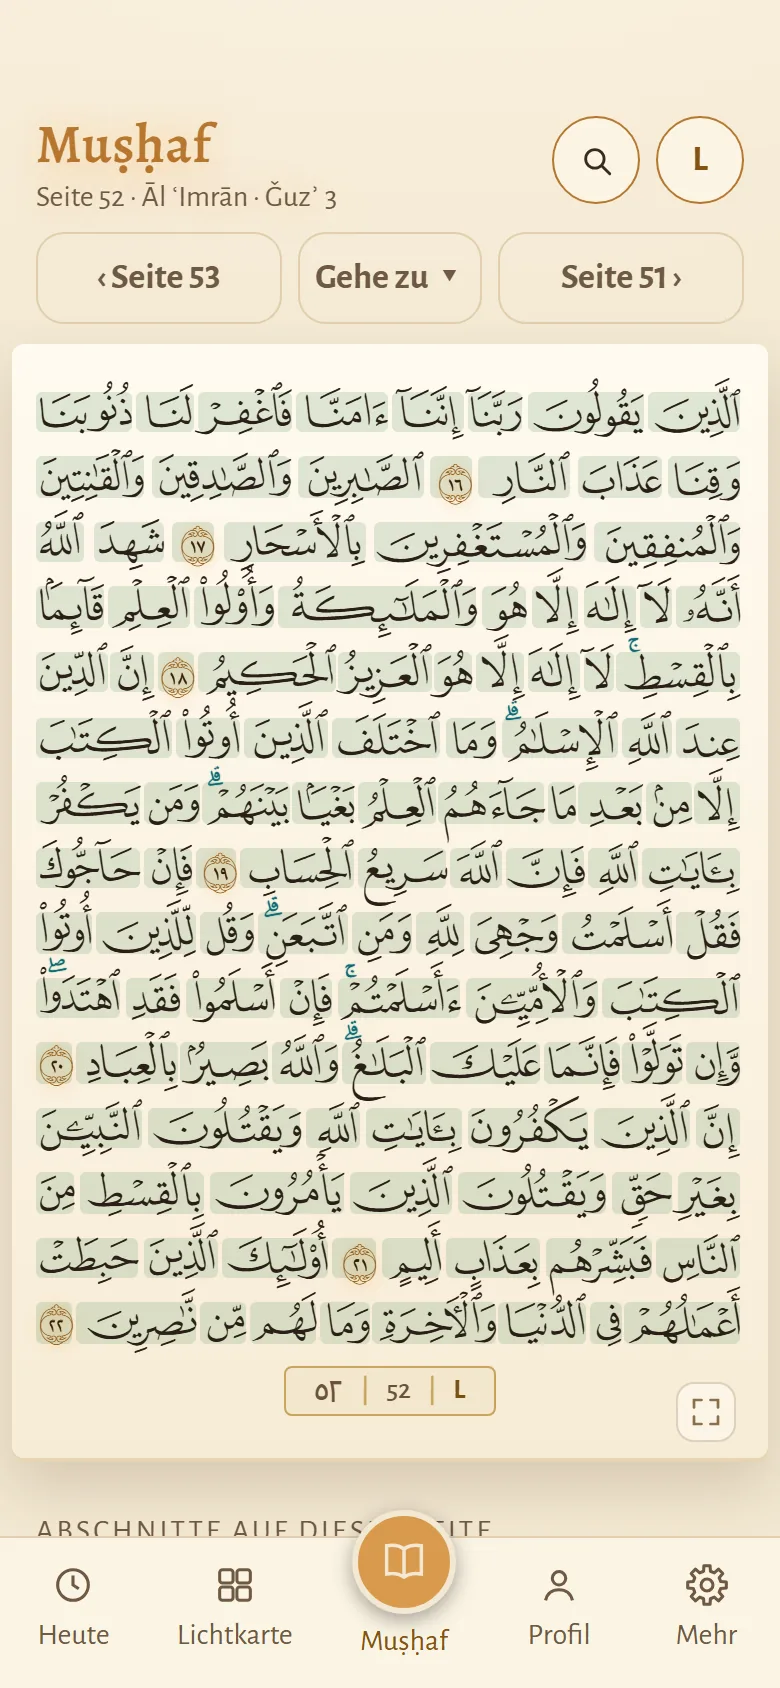 Muṣḥaf
Seite 52 · Āl ʿImrān · Ǧuzʾ 3
L
‹ Seite 53
Gehe zu ▼
Seite 51 ›
ٱلَّذِينَ يَقُولُونَ رَبَّنَآ إِنَّنَآ ءَامَنَّا فَٱغْفِرْ لَنَا ذُنُوبَنَا
وَقِنَا عَذَابَ ٱلنَّارِ ١٦ ٱلصَّٰبِرِينَ وَٱلصَّٰدِقِينَ وَٱلْقَٰنِتِينَ
وَٱلْمُنفِقِينَ وَٱلْمُسْتَغْفِرِينَ بِٱلْأَسْحَارِ ١٧ شَهِدَ ٱللَّهُ
أَنَّهُۥ لَآ إِلَٰهَ إِلَّا هُوَ وَٱلْمَلَٰٓئِكَةُ وَأُو۟لُوا۟ ٱلْعِلْمِ قَآئِمًۢا
بِٱلْقِسْطِ ۚ لَآ إِلَٰهَ إِلَّا هُوَ ٱلْعَزِيزُ ٱلْحَكِيمُ ١٨ إِنَّ ٱلدِّينَ
عِندَ ٱللَّهِ ٱلْإِسْلَٰمُ ۗ وَمَا ٱخْتَلَفَ ٱلَّذِينَ أُوتُوا۟ ٱلْكِتَٰبَ
إِلَّا مِنۢ بَعْدِ مَا جَآءَهُمُ ٱلْعِلْمُ بَغْيًۢا بَيْنَهُمْ ۗ وَمَن يَكْفُرْ
بِـَٔايَٰتِ ٱللَّهِ فَإِنَّ ٱللَّهَ سَرِيعُ ٱلْحِسَابِ ١٩ فَإِنْ حَآجُّوكَ
فَقُلْ أَسْلَمْتُ وَجْهِىَ لِلَّهِ وَمَنِ ٱتَّبَعَنِ ۗ وَقُل لِّلَّذِينَ أُوتُوا۟
ٱلْكِتَٰبَ وَٱلْأُمِّيِّـۧنَ ءَأَسْلَمْتُمْ ۚ فَإِنْ أَسْلَمُوا۟ فَقَدِ ٱهْتَدَوا۟ ۖ
وَّإِن تَوَلَّوْا۟ فَإِنَّمَا عَلَيْكَ ٱلْبَلَٰغُ ۗ وَٱللَّهُ بَصِيرٌۢ بِٱلْعِبَادِ ٢٠
إِنَّ ٱلَّذِينَ يَكْفُرُونَ بِـَٔايَٰتِ ٱللَّهِ وَيَقْتُلُونَ ٱلنَّبِيِّـۧنَ
بِغَيْرِ حَقٍّ وَيَقْتُلُونَ ٱلَّذِينَ يَأْمُرُونَ بِٱلْقِسْطِ مِنَ
ٱلنَّاسِ فَبَشِّرْهُم بِعَذَابٍ أَلِيمٍ ٢١ أُو۟لَٰٓئِكَ ٱلَّذِينَ حَبِطَتْ
أَعْمَٰلُهُمْ فِى ٱلدُّنْيَا وَٱلْـَٔاخِرَةِ وَمَا لَهُم مِّن نَّٰصِرِينَ ٢٢
٥٢ | 52 | L
ABSCHNITTE AUF
Heute
Lichtkarte
Muṣḥaf
Profil
Mehr